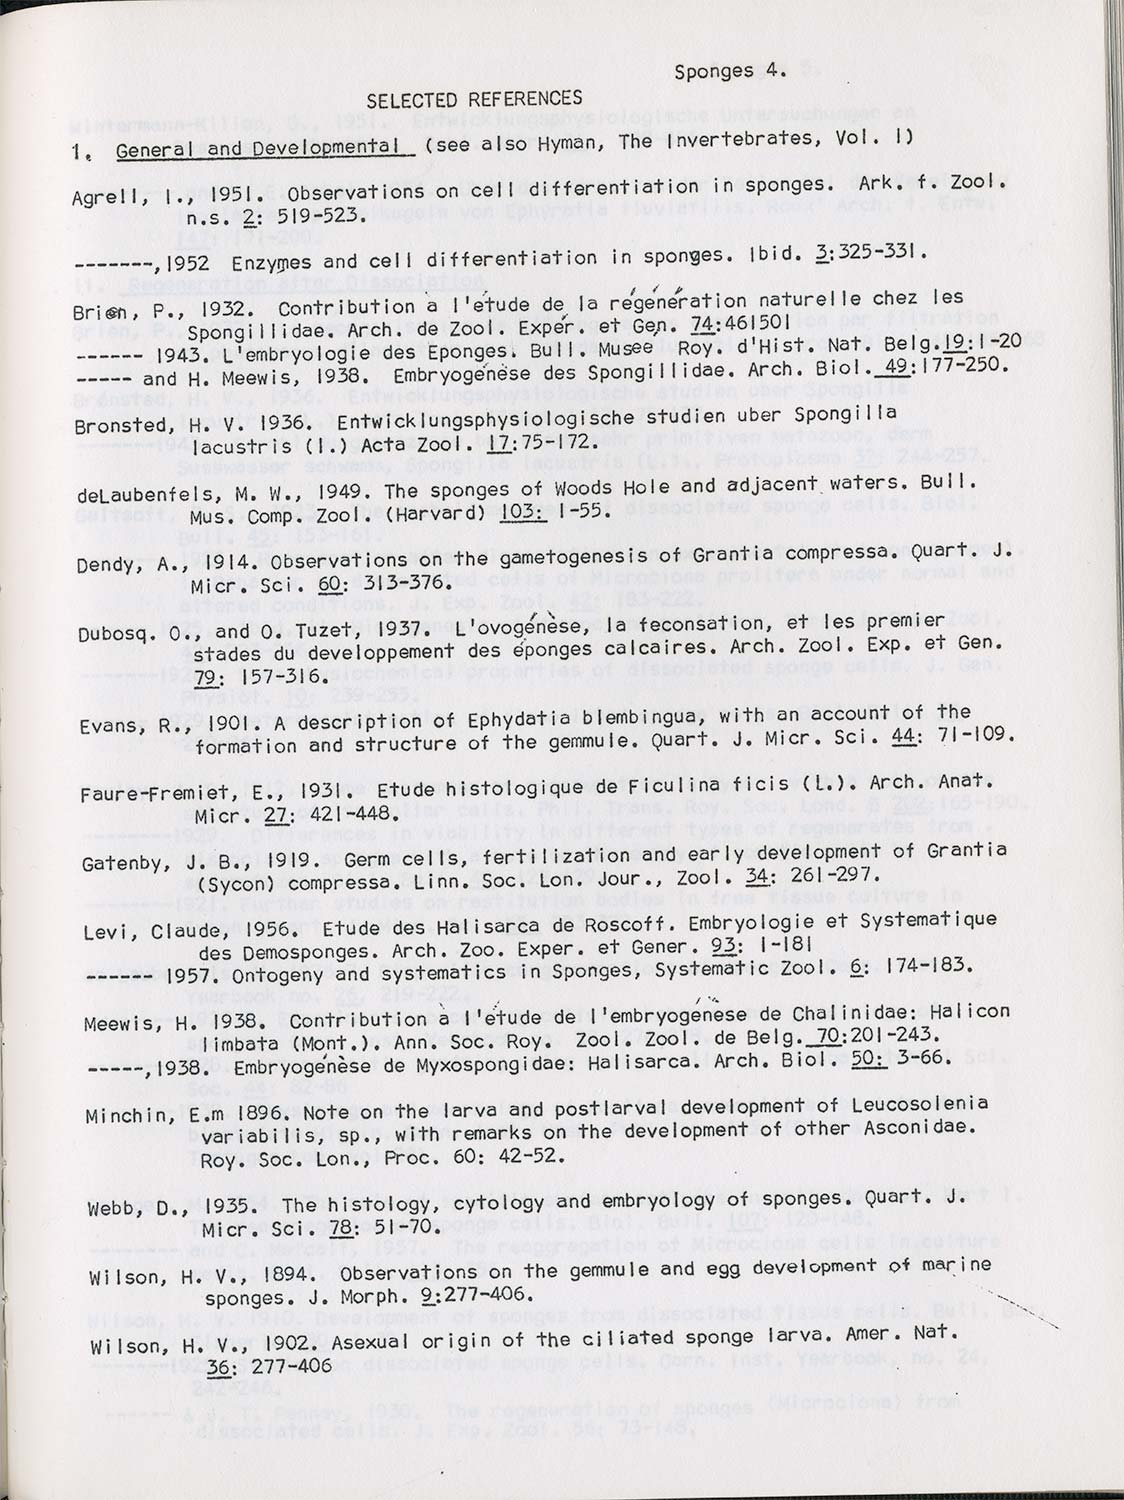 Sponges 4.
SELECTED REFERENCES
1. General and Developmental (see also Hyman, The Invertebrates, Vol. I)
Agrell, I., 1951. Observations on cell differentiation in sponges. Ark. f. Zool.
n.s. 2: 519-523.
-------,1952 Enzymes and cell differentiation in sponges. Ibid. 3:325-331.
Brien, P., 1932. Contribution à l'étude de la régénération naturelle chez les
Spongillidae. Arch. de Zool. Expér. et Gen. 74:461501
------ 1943. L'embryologie des Eponges. Bull. Museé Roy. d'Hist. Nat. Belg.19:1-20
----- and H. Meewis, 1938. Embryogénèse des Spongillidae. Arch. Biol. 49:177-250.
Bronsted, H. V. 1936. Entwicklungsphysiologische studien uber Spongilla
lacustris (l.) Acta Zool. 17:75-172.
deLaubenfels, M. W., 1949. The sponges of Woods Hole and adjacent waters. Bull.
Mus. Comp. Zool. (Harvard) 103: 1-55.
Dendy, A., 1914. Observations on the gametogenesis of Grantia compressa. Quart. J.
Micr. Sci. 60: 313-376.
Dubosq. O., and O. Tuzet, 1937. L'ovogénèse, la feconsation, et les premier
stades du developpement des éponges calcaires. Arch. Zool. Exp. et Gen.
79: 157-316.
Evans, R., 1901. A description of Ephydatia blembingua, with an account of the
formation and structure of the gemmule. Quart. J. Micr. Sci. 44: 71-109.
Faure-Fremiet, E., 1931. Etude histologique de Ficulina ficis (L.). Arch. Anat.
Micr. 27: 421-448.
Gatenby, J. B., 1919. Germ cells, fertilization and early development of Grantia
(Sycon) compressa. Linn. Soc. Lon. Jour., Zool. 34: 261-297.
Levi, Claude, 1956. Etude des Halisarca de Roscoff. Embryologie et Systematique
des Demosponges. Arch. Zoo. Exper. et Gener. 93: 1-181
------ 1957. Ontogeny and systematics in Sponges, Systematic Zool. 6: 174-183.
Meewis, H. 1938. Contribution à l'étude de l'embryogénèse de Chalinidae: Halicon
limbata (Mont.). Ann. Soc. Roy. Zool. Zool. de Belg. 70:201-243.
-----,1938. Embryogénèse de Myxospongidae: Halisarca. Arch. Biol. 50: 3-66.
Minchin, E.m 1896. Note on the larva and postlarval development of Leucosolenia
variabilis, sp., with remarks on the development of other Asconidae.
Roy. Soc. Lon., Proc. 60: 42-52.
Webb, D., 1935. The histology, cytology and embryology of sponges. Quart. J.
Micr. Sci. 78: 51-70.
Wilson, H. V., 1894. Observations on the gemmule and egg development of marine
sponges. J. Morph. 9:277-406.
Wilson, H. V., 1902. Asexual origin of the ciliated sponge larva. Amer. Nat.
36: 277-406